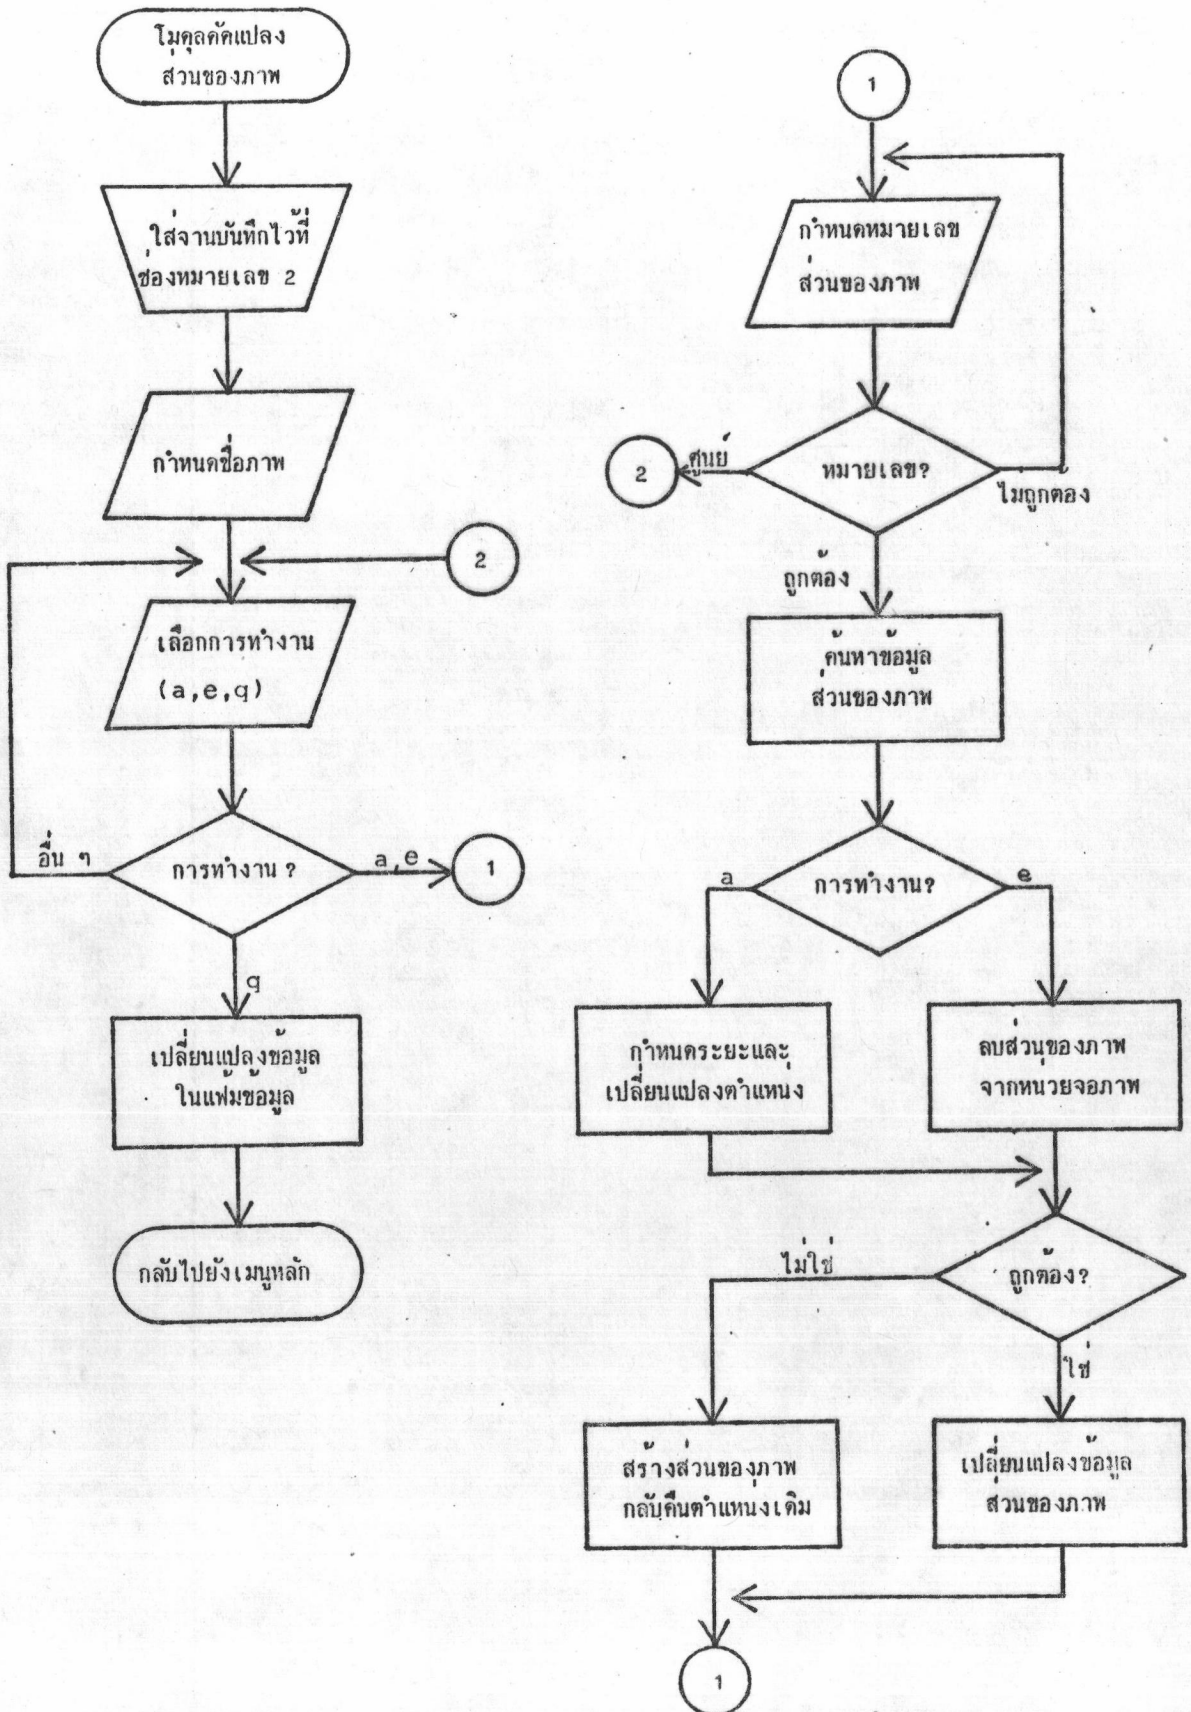 โมดุลดัดแปลง
ส่วนของภาพ
ใส่จานบันทึกไว้ที่
ช่องหมายเลข 2
กำหนดชื่อภาพ
2
เลือกการทำงาน
(a,e,q)
อื่น ๆ
การทำงาน ?
a,e
1
q
เปลี่ยนแปลงข้อมูล
ในแฟ้มข้อมูล
กลับไปยังเมนูหลัก
1
กำหนดหมายเลข
ส่วนของภาพ
2
ศูนย์
หมายเลข?
ไม่ถูกต้อง
ถูกต้อง
ค้นหาข้อมูล
ส่วนของภาพ
a
การทำงาน?
e
กำหนดระยะและ
เปลี่ยนแปลงตำแหน่ง
ลบส่วนของภาพ
จากหน่วยจอภาพ
ไม่ใช่
ถูกต้อง?
ใช่
สร้างส่วนของภาพ
กลับคืนตำแหน่งเดิม
เปลี่ยนแปลงข้อมูล
ส่วนของภาพ
1